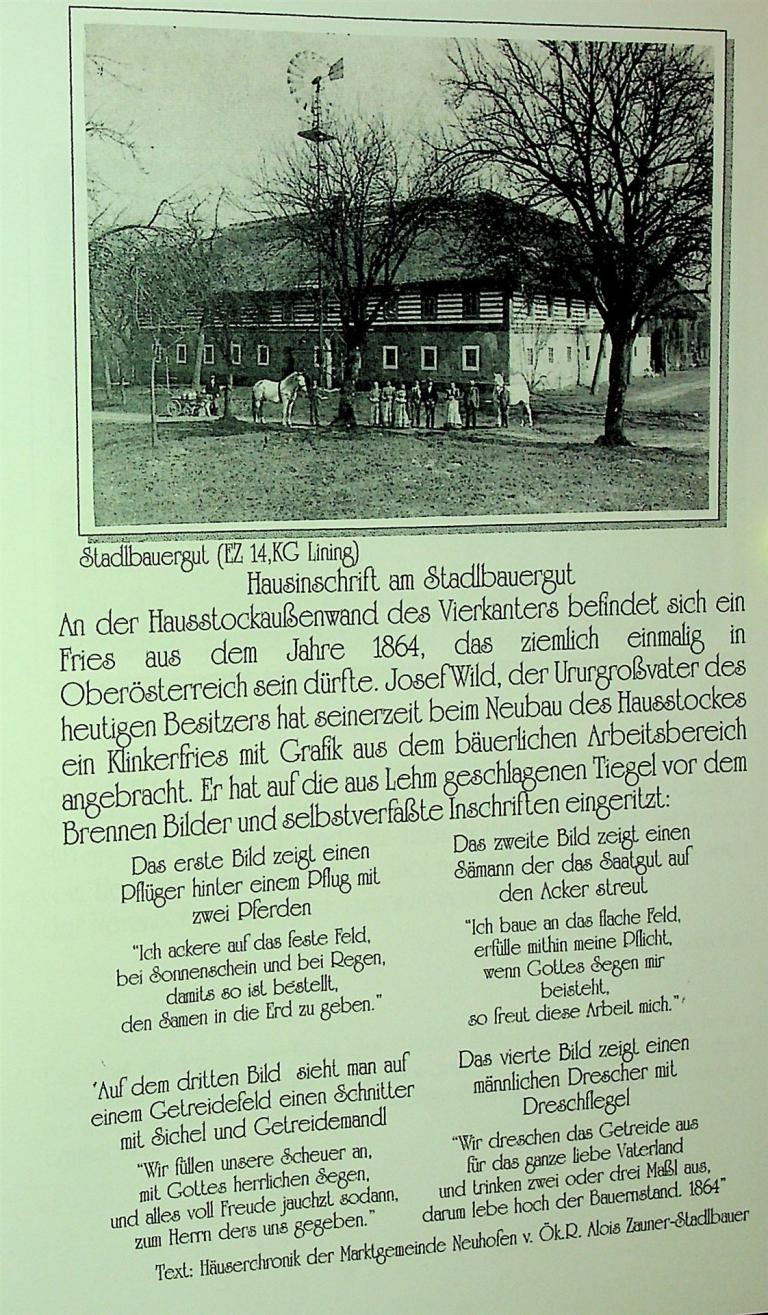 Stadlbauergut (EZ 14,KG Lining)
Hausinschrift am Stadlbauergut
An der Hausstockaußenwand des Vierkanters befindet sich ein
Fries aus dem Jahre 1864, das ziemlich einmalig in
Oberösterreich sein dürfte. Josef Wild, der Ururgroßvater des
heutigen Besitzers hat seinerzeit beim Neubau des Hausstockes
ein Klinkerfries mit Grafik aus dem bäuerlichen Arbeitsbereich
angebracht. Er hat auf die aus Lehm geschlagenen Tiegel vor dem
Brennen Bilder und selbstverfaßte Inschriften eingeritzt:
Das erste Bild zeigt einen
Pflüger hinter einem Pflug mit
zwei Pferden
"Ich ackere auf das feste Feld,
bei Sonnenschein und bei Regen,
damits so ist bestellt,
den Samen in die Erd zu geben."
Das zweite Bild zeigt einen
Sämann der das Saatgut auf
den Acker streut
"Ich baue an das flache Feld,
erfülle mithin meine Pflicht,
wenn Gottes Segen mir
beisteht,
so freut diese Arbeit mich."
Auf dem dritten Bild sieht man auf
einem Getreidefeld einen Schnitter
mit Sichel und Getreidemandl
"Wir füllen unsere Scheuer an,
mit Gottes herrlichen Segen,
und alles voll Freude jauchzt sodann,
zum Herrn ders uns gegeben."
Das vierte Bild zeigt einen
männlichen Drescher mit
Dreschflegel
"Wir dreschen das Getreide aus
für das ganze liebe Vaterland
und trinken zwei oder drei Maßl aus,
darum lebe hoch der Bauernstand. 1864"
Text: Häuserchronik der Marktgemeinde Neuhofen v. Ök.R. Alois Zauner-Stadlbauer